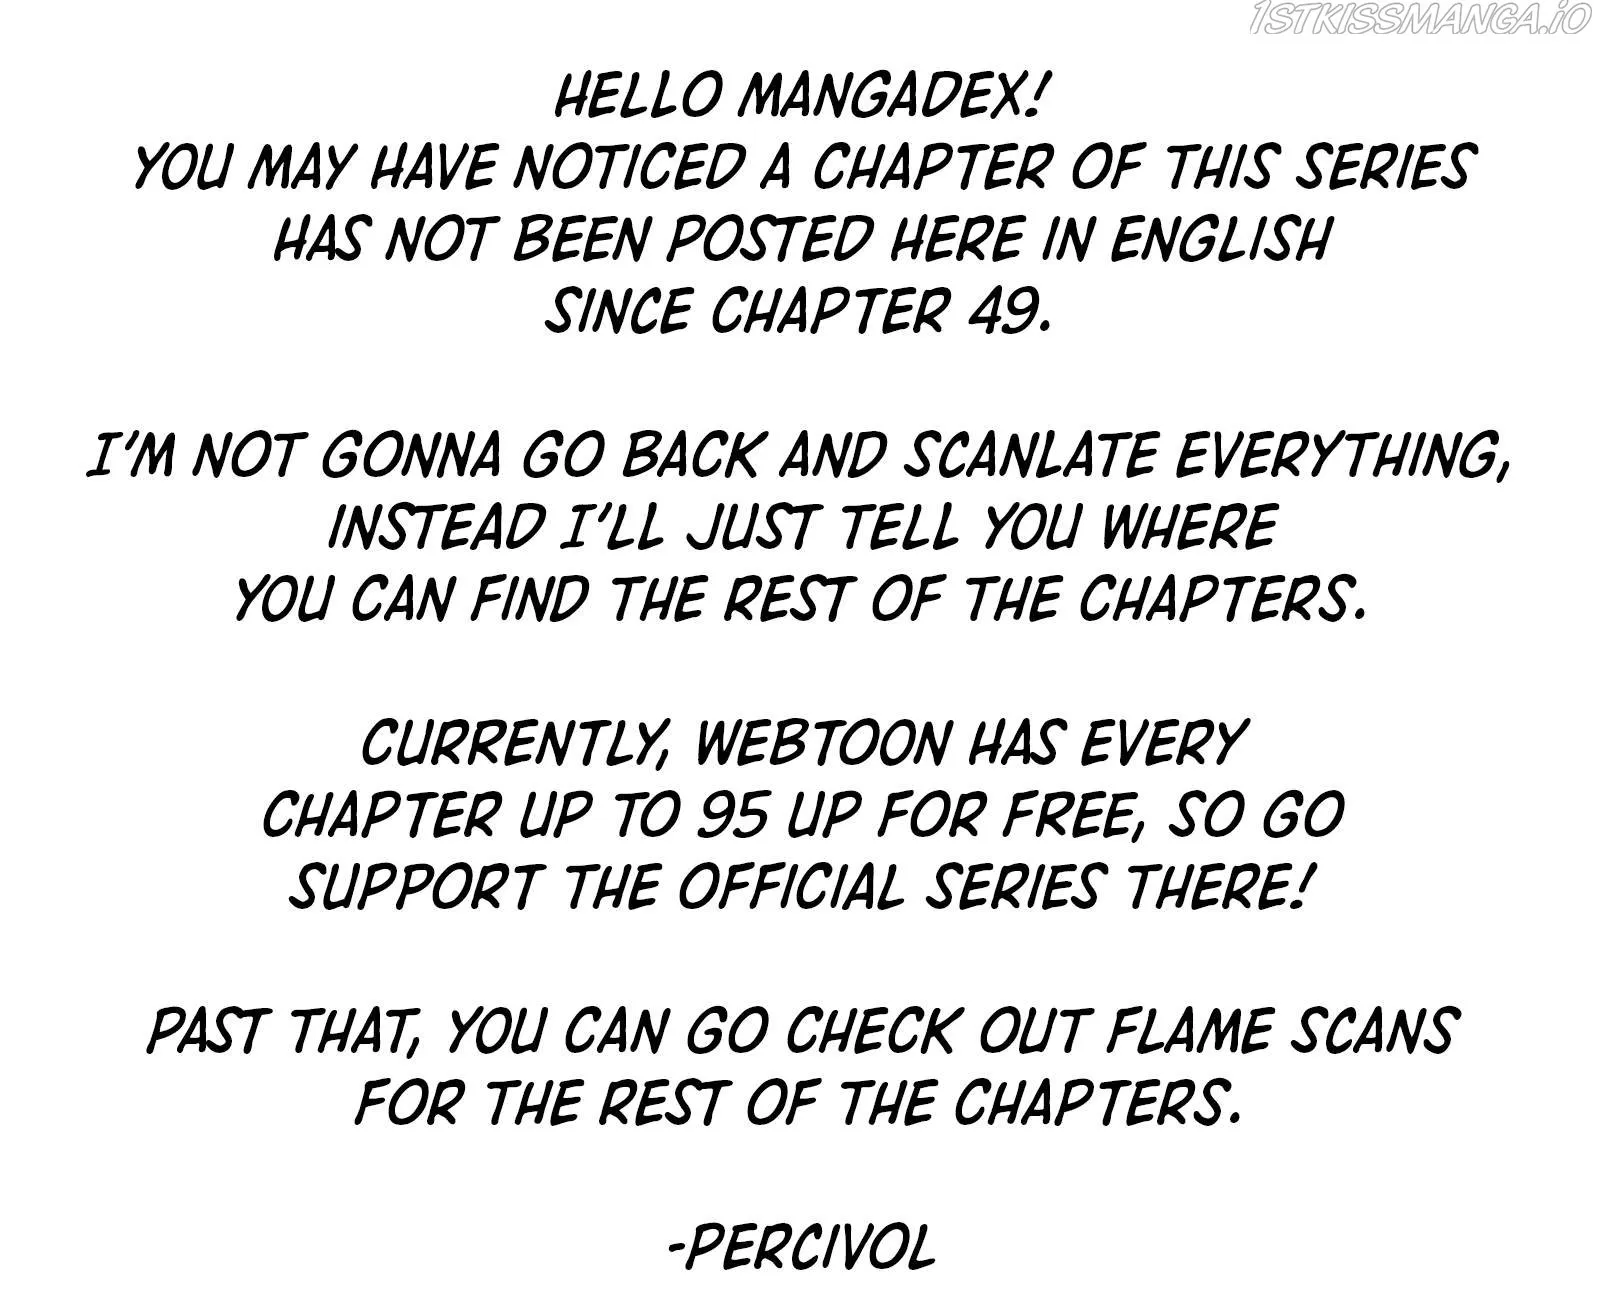 1STKISSMANGA.iO
HELLO MANGADEX!
YOU MAY HAVE NOTICED A CHAPTER OF THIS SERIES
HAS NOT BEEN POSTED HERE IN ENGLISH
SINCE CHAPTER 49.
I'M NOT GONNA GO BACK AND SCANLATE EVERYTHING,
INSTEAD I'LL JUST TELL YOU WHERE
YOU CAN FIND THE REST OF THE CHAPTERS.
CURRENTLY, WEBTOON HAS EVERY
CHAPTER UP TO 95 UP FOR FREE, SO GO
SUPPORT THE OFFICIAL SERIES THERE!
PAST THAT, YOU CAN GO CHECK OUT FLAME SCANS
FOR THE REST OF THE CHAPTERS.
-PERCIVOL